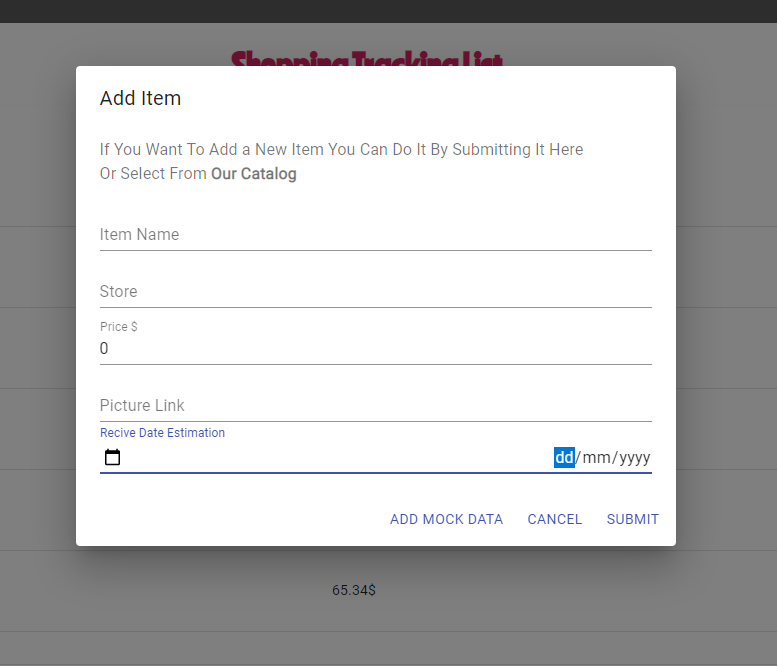 Shopping Tracking List
Add Item
If You Want To Add a New Item You Can Do It By Submitting It Here
Or Select From Our Catalog
Item Name
Store
Price $
0
Picture Link
Recive Date Estimation
dd/mm/yyyy
ADD MOCK DATA CANCEL SUBMIT
65.34$